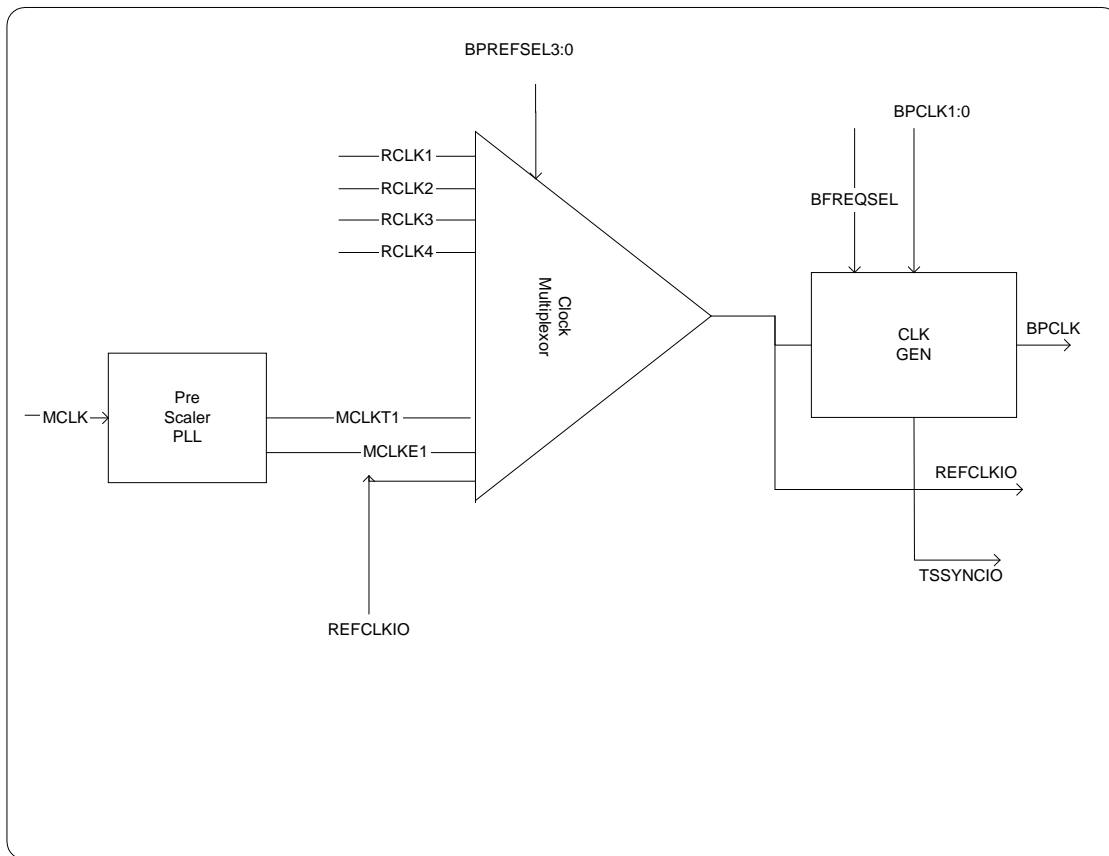 BPREFSEL3:0
BPCLK1:0
RCLK1
RCLK2
RCLK3
RCLK4
BFREQSEL
Clock
Multiplexor
CLK
GEN
BPCLK
MCLK
Pre
Scaler
PLL
MCLKT1
MCLKE1
REFCLKIO
TSSYNCIO
REFCLKIO